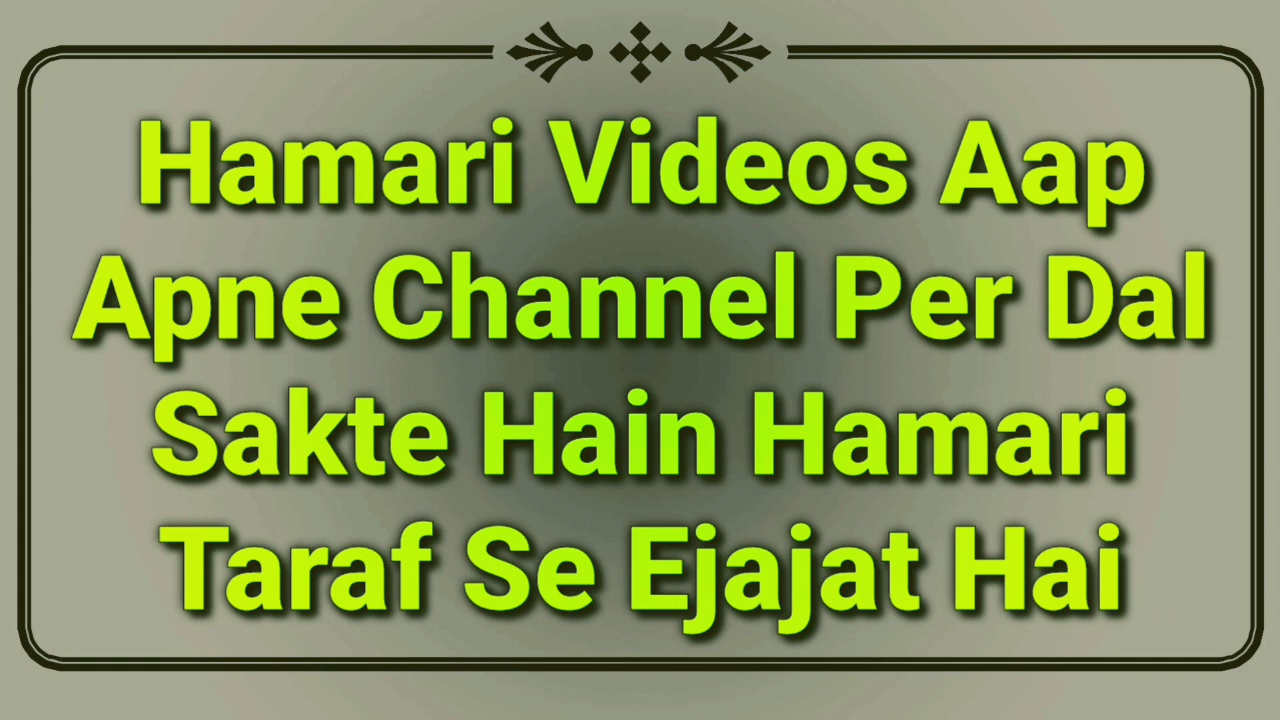 Hamari Videos Aap
Apne Channel Per Dal
Sakte Hain Hamari
Taraf Se Ejajat Hai